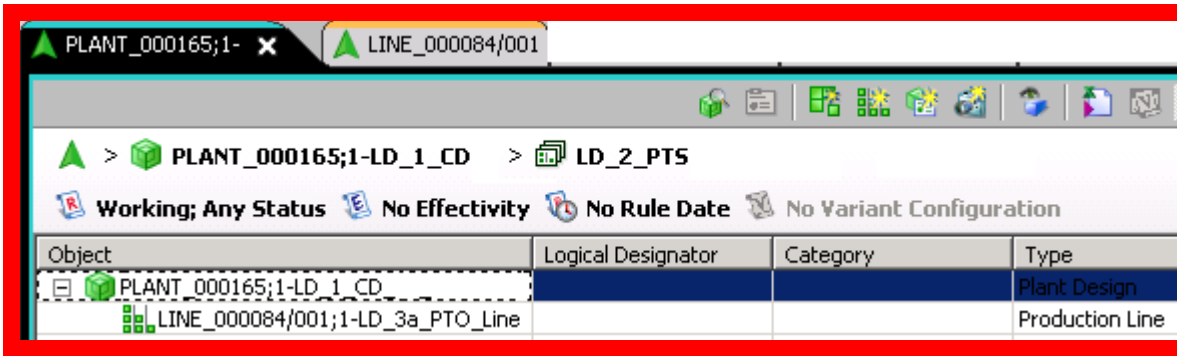 PLANT_000165;1- LINE_000084/001
> PLANT_000165;1-LD_1_CD > LD_2_PTS
Working; Any Status No Effectivity No Rule Date No Variant Configuration
Object Logical Designator Category Type
PLANT_000165;1-LD_1_CD Plant Design
LINE_000084/001;1-LD_3a_PTO_Line Production Line